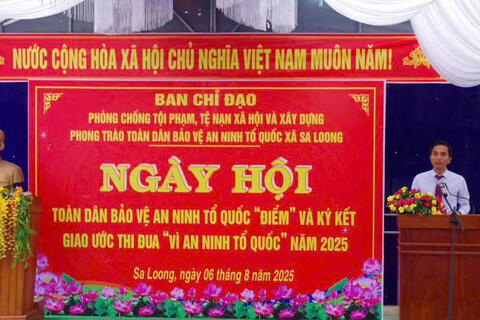 NƯỚC CỘNG HÒA XÃ HỘI CHỦ NGHĨA VIỆT NAM MUÔN NĂM!
BAN CHỈ ĐẠO
PHÒNG CHỐNG TỘI PHẠM, TỆ NẠN XÃ HỘI VÀ XÂY DỰNG
PHONG TRÀO TOÀN DÂN BẢO VỆ AN NINH TỔ QUỐC XÃ SA LOONG
NGÀY HỘI
TOÀN DÂN BẢO VỆ AN NINH TỔ QUỐC "ĐIỂM" VÀ KÝ KẾT
GIAO ƯỚC THI ĐUA "VÌ AN NINH TỔ QUỐC" NĂM 2025
Sa Loong, ngày 06 tháng 8 năm 2025